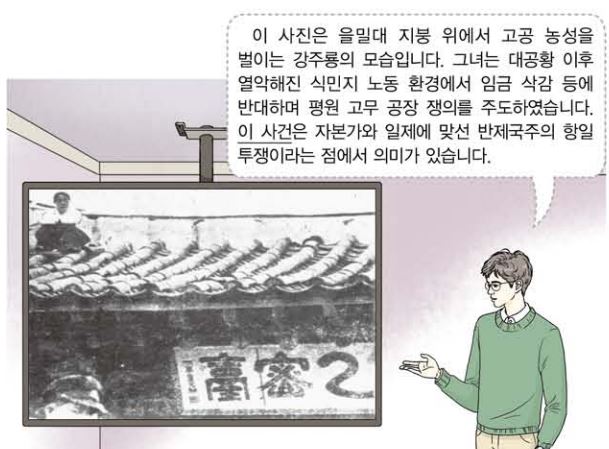 이 사진은 을밀대 지붕 위에서 고공 농성을
벌이는 강주룡의 모습입니다. 그녀는 대공황 이후
열악해진 식민지 노동 환경에서 임금 삭감 등에
반대하며 평원 고무 공장 쟁의를 주도하였습니다.
이 사건은 자본가와 일제에 맞선 반제국주의 항일
투쟁이라는 점에서 의미가 있습니다.
臺密乙